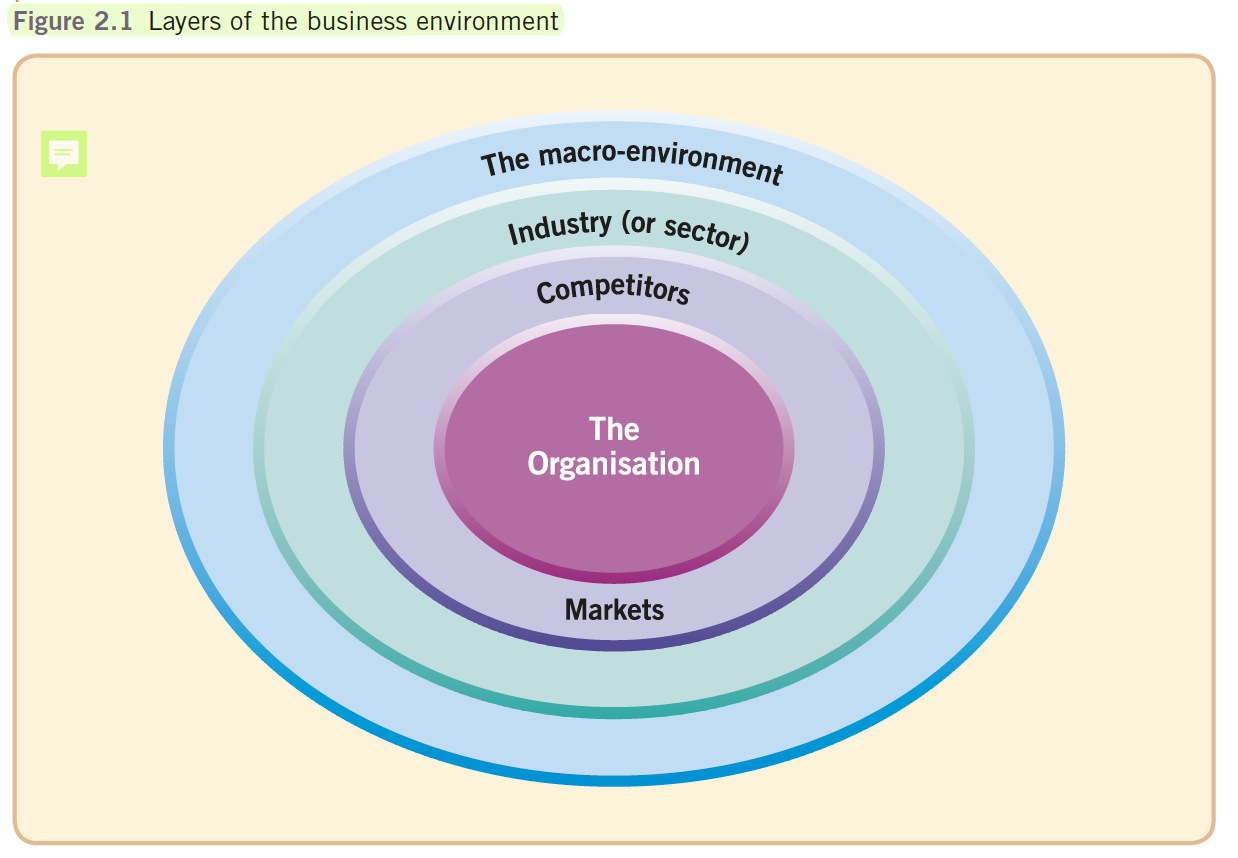 Figure 2.1 Layers of the business environment
The macro-environment
Industry (or sector)
Competitors
The
Organisation
Markets